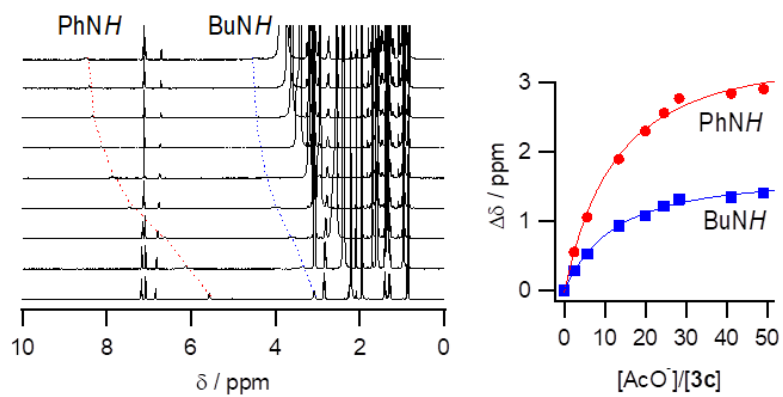 PhNH
BuNH
10
8
6
4
2
0
δ / ppm
3
2
1
0
Δδ / ppm
PhNH
BuNH
0
10
20
30
40
50
[AcO⁻]/[3c]